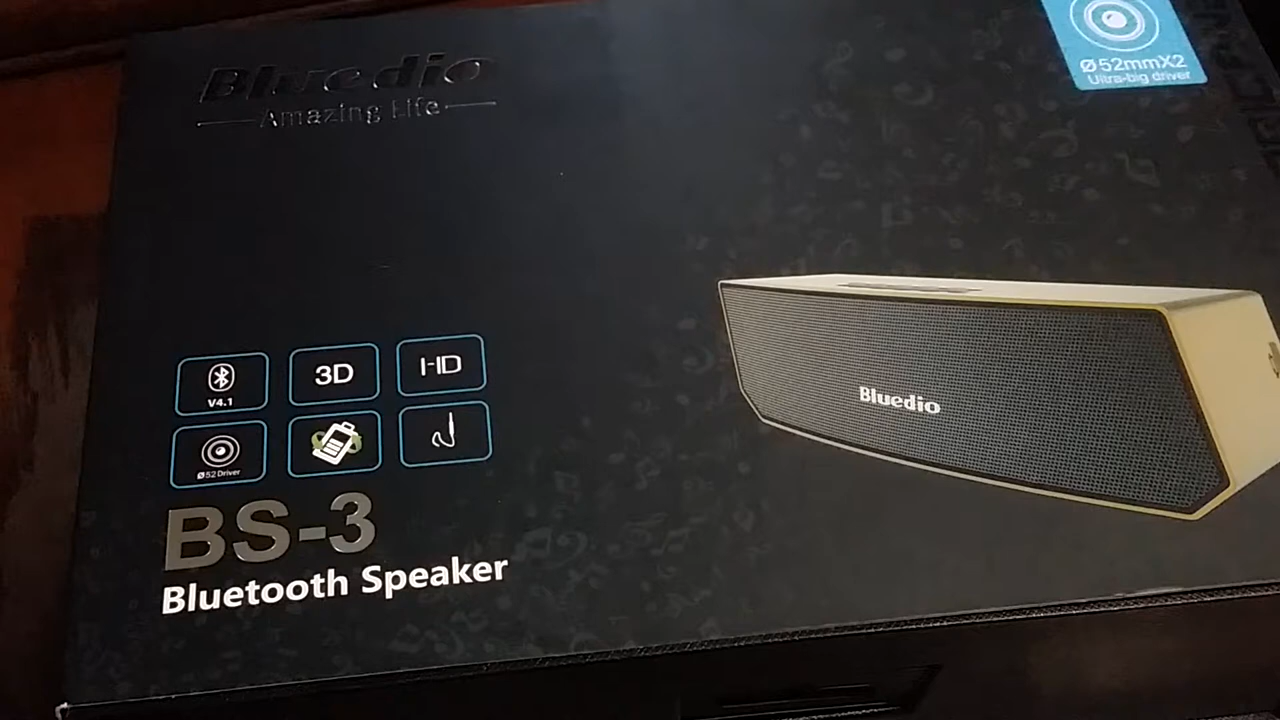 Bluedio
Amazing Life
Ø52mmX2
Ultra-big driver
V4.1
3D
HD
Ø52 Driver
BS-3
Bluetooth Speaker
Bluedio